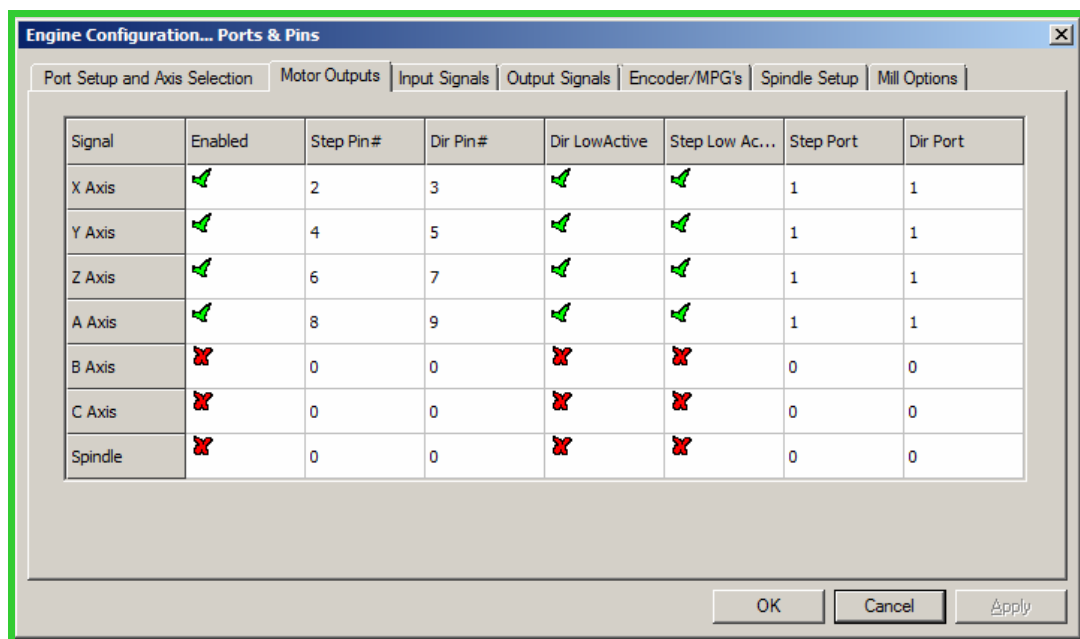 Engine Configuration... Ports & Pins
Port Setup and Axis Selection Motor Outputs Input Signals Output Signals Encoder/MPG's Spindle Setup Mill Options
Signal Enabled Step Pin# Dir Pin# Dir LowActive Step Low Ac... Step Port Dir Port
X Axis 2 3 1 1
Y Axis 4 5 1 1
Z Axis 6 7 1 1
A Axis 8 9 1 1
B Axis 0 0 0 0
C Axis 0 0 0 0
Spindle 0 0 0 0
OK Cancel Apply